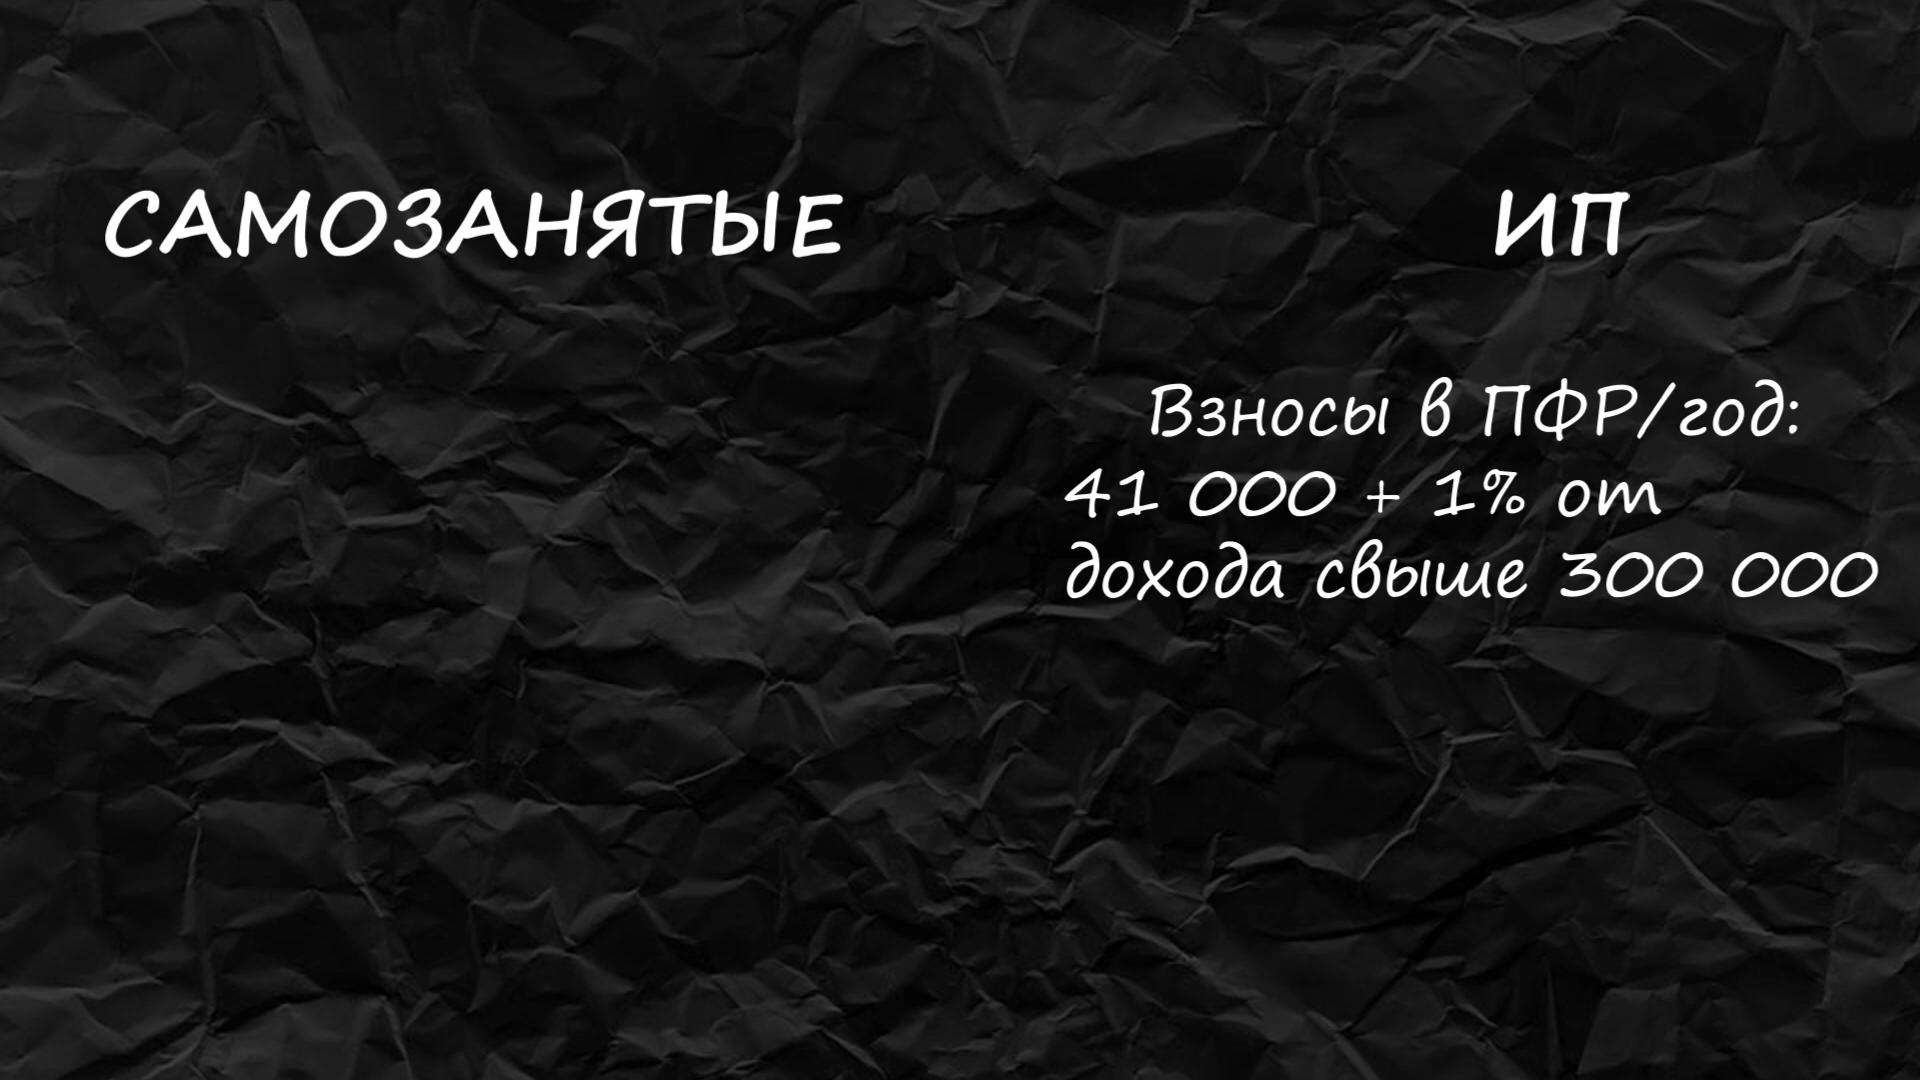 САМОЗАНЯТЫЕ
ИП
Взносы в ПФР/год:
41 000 + 1% от
дохода свыше 300 000